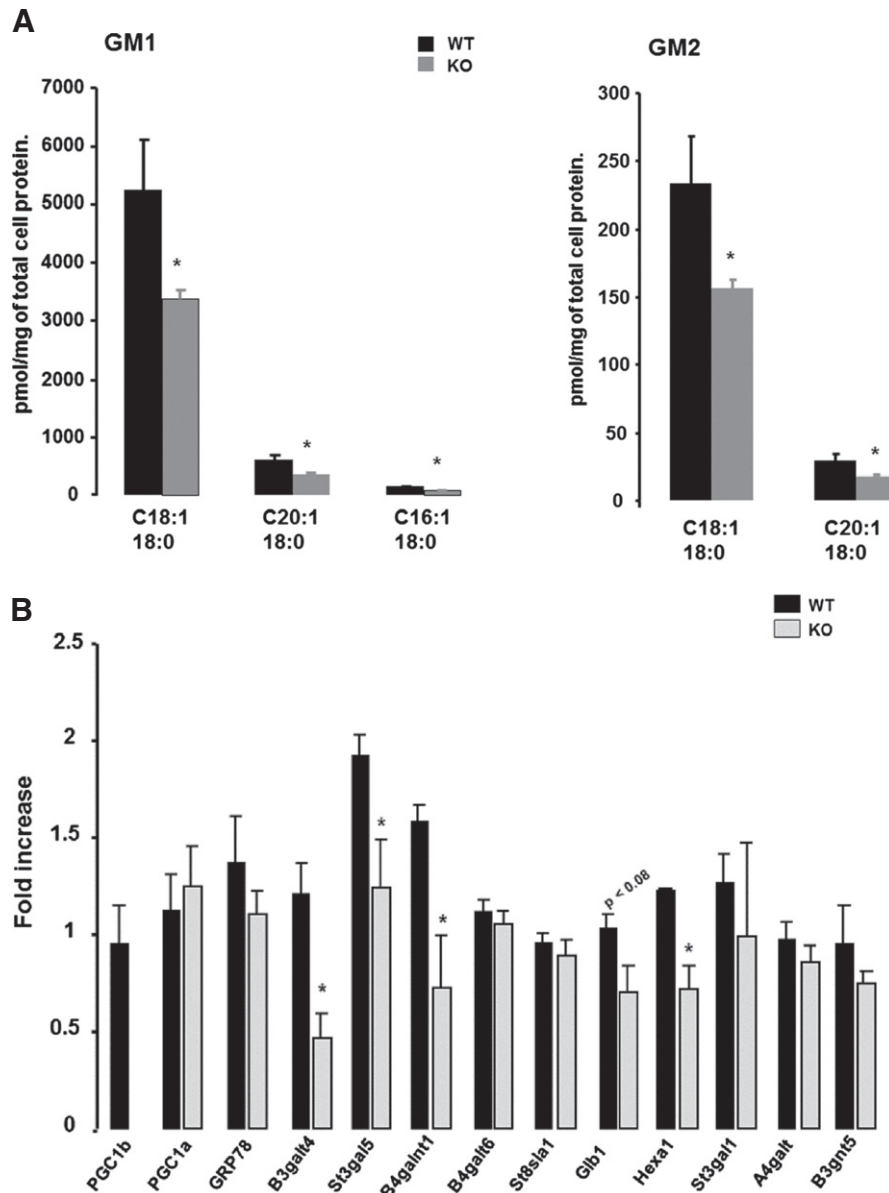 A
GM1
WT
KO
GM2
7000
6000
5000
4000
3000
2000
1000
0
pmol/mg of total cell protein.
*
*
*
C18:1
18:0
C20:1
18:0
C16:1
18:0
300
250
200
150
100
50
0
pmol/mg of total cell protein.
*
*
C18:1
18:0
C20:1
18:0
B
WT
KO
2.5
2
1.5
1
0.5
0
Fold increase
*
*
*
p < 0.08
*
PGC1b
PGC1a
GRP78
B3galt4
St3gal5
B4galnt1
B4galt6
St8sia1
Glb1
Hexa1
St3gal1
A4galt
B3gnt5